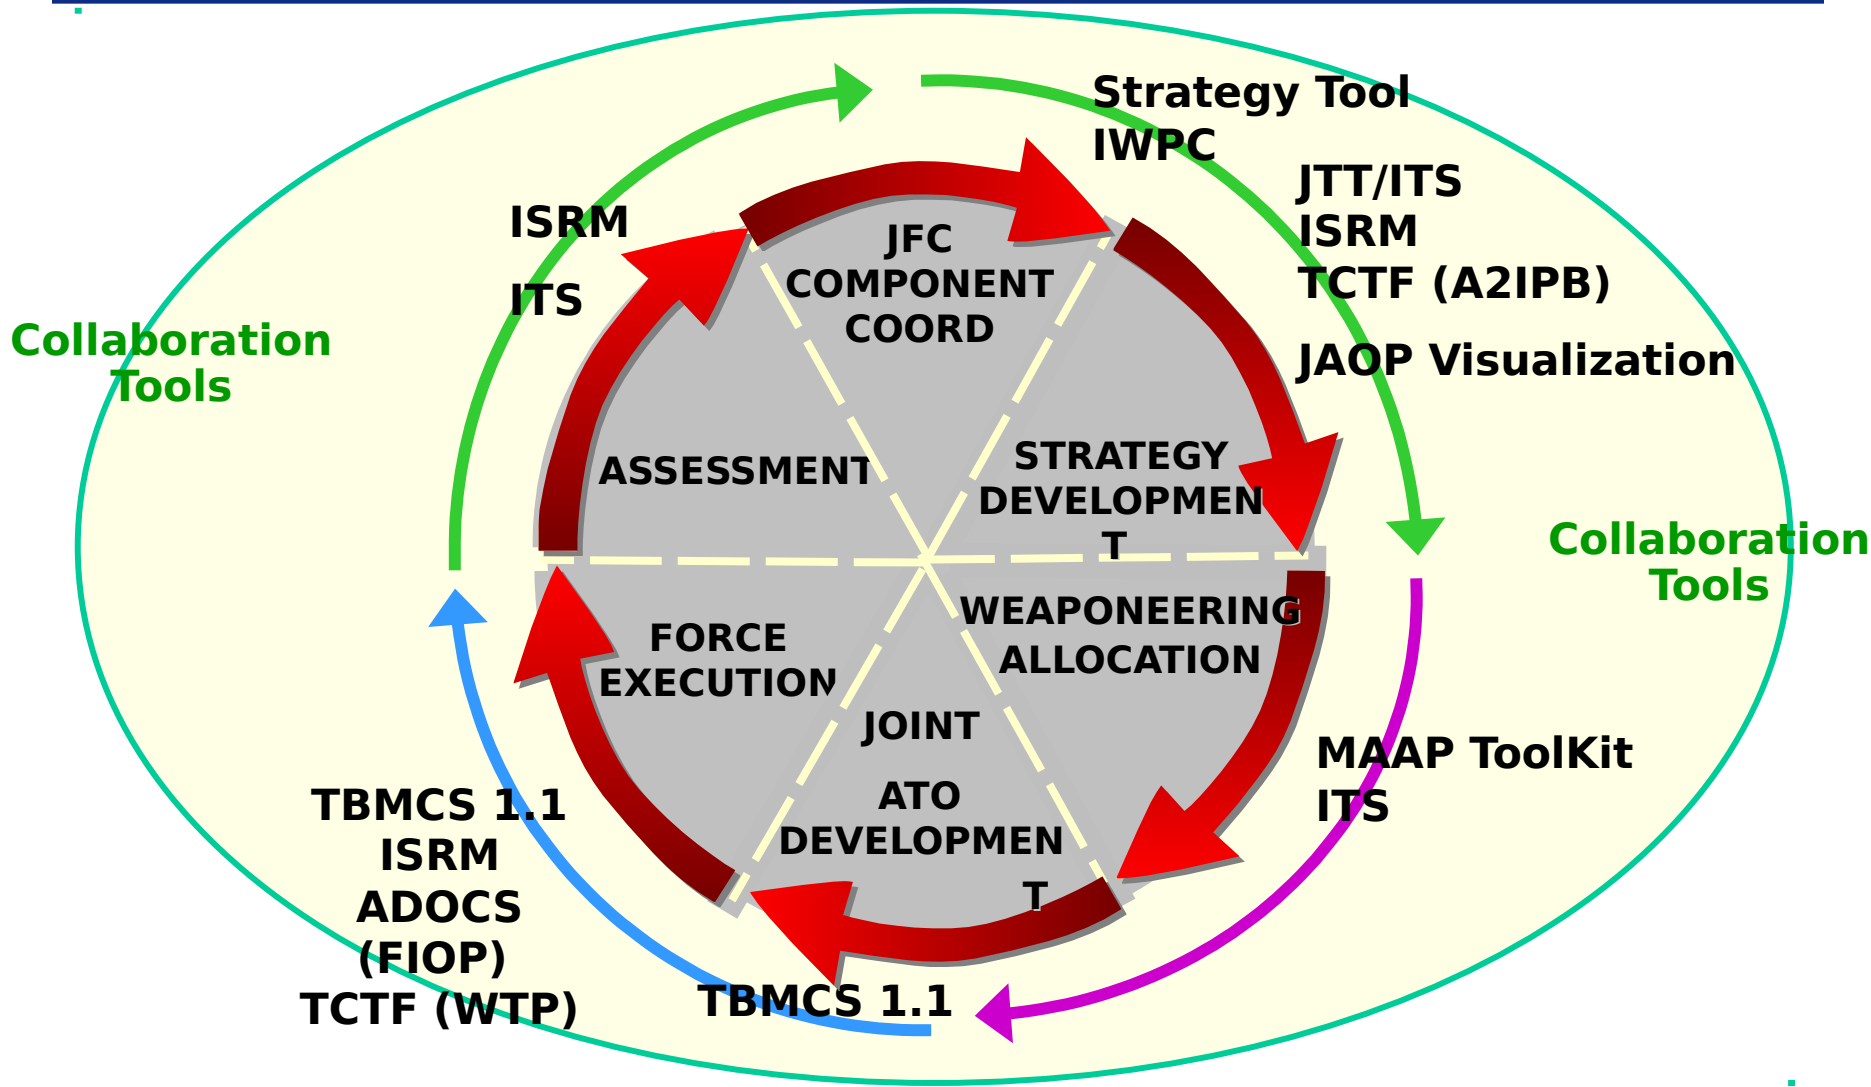 Strategy Tool
IWPC
JTT/ITS
ISRM
TCTF (A2IPB)
JAOP Visualization
ISRM
ITS
Collaboration
Tools
JFC
COMPONENT
COORD
ASSESSMENT
STRATEGY
DEVELOPMEN
T
Collaboration
Tools
WEAPONEERING
ALLOCATION
FORCE
EXECUTION
JOINT
ATO
DEVELOPMEN
T
MAAP ToolKit
ITS
TBMCS 1.1
ISRM
ADOCS
(FIOP)
TCTF (WTP)
TBMCS 1.1